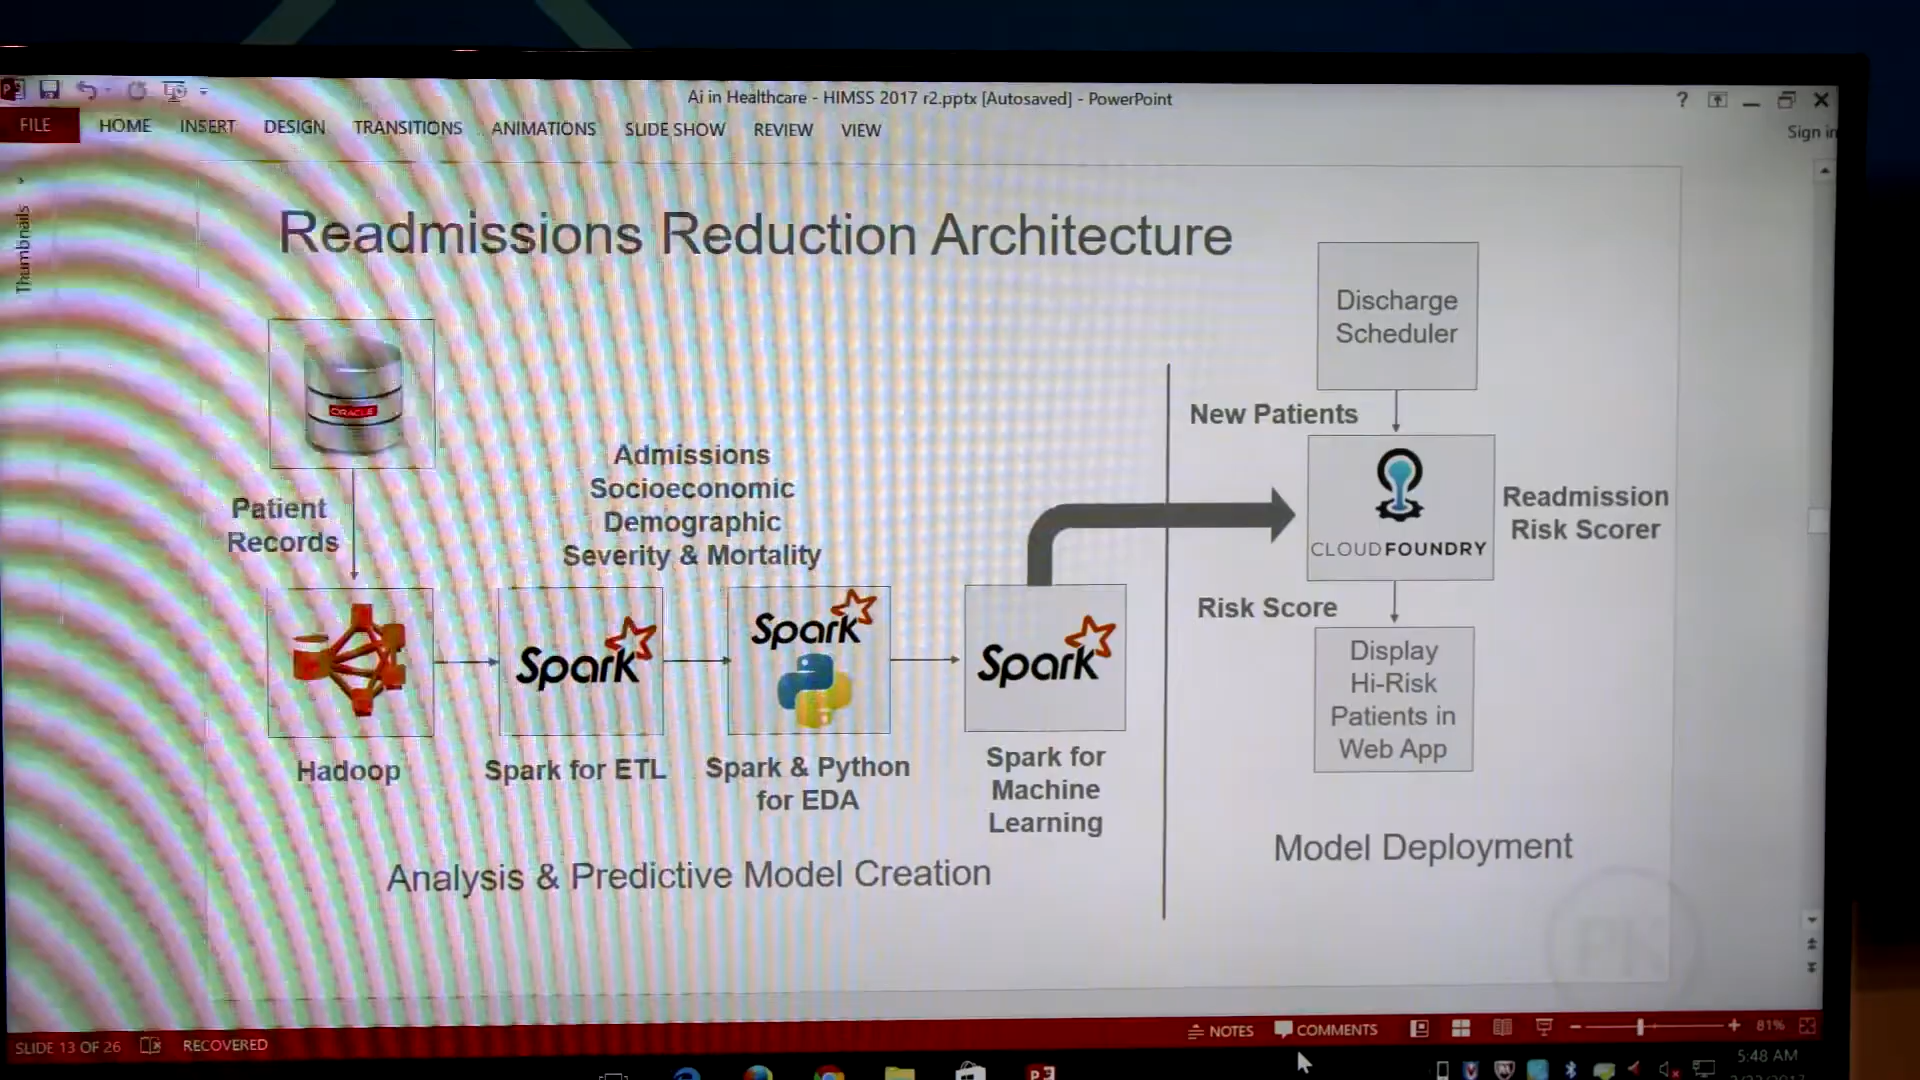 Ai in Healthcare - HIMSS 2017 r2.pptx [Autosaved] - PowerPoint
?
FILE HOME INSERT DESIGN TRANSITIONS ANIMATIONS SLIDE SHOW REVIEW VIEW
Sign in
Thumbnails
Readmissions Reduction Architecture
ORACLE
Patient
Records
Admissions
Socioeconomic
Demographic
Severity & Mortality
Spark
Spark
Spark
Hadoop
Spark for ETL
Spark & Python
for EDA
Spark for
Machine
Learning
Analysis & Predictive Model Creation
Discharge
Scheduler
New Patients
CLOUDFOUNDRY
Readmission
Risk Scorer
Risk Score
Display
Hi-Risk
Patients in
Web App
Model Deployment
PK
SLIDE 13 OF 26 RECOVERED
NOTES COMMENTS
81%
5:48 AM